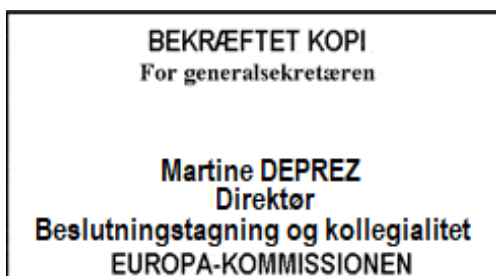 BEKRÆFTET KOPI
For generalsekretæren
Martine DEPREZ
Direktør
Beslutningstagning og kollegialitet
EUROPA-KOMMISSIONEN